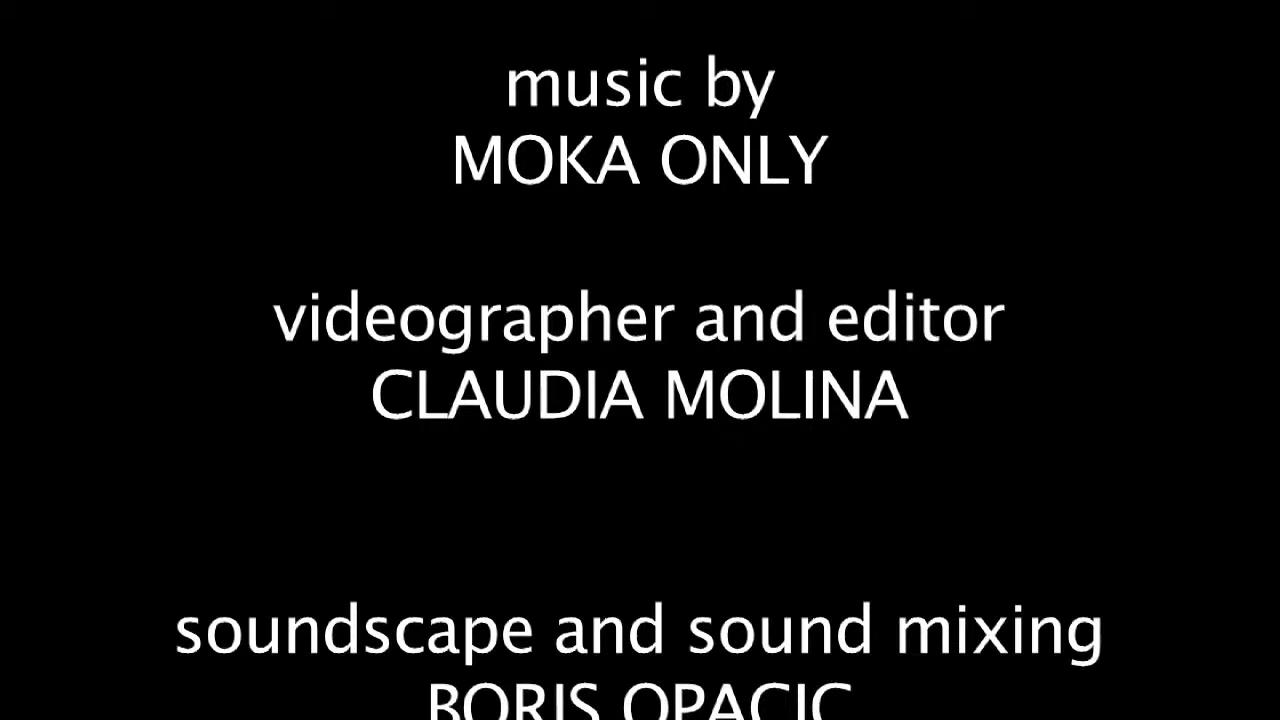 music by
MOKA ONLY
videographer and editor
CLAUDIA MOLINA
soundscape and sound mixing
BORIS OPACIC